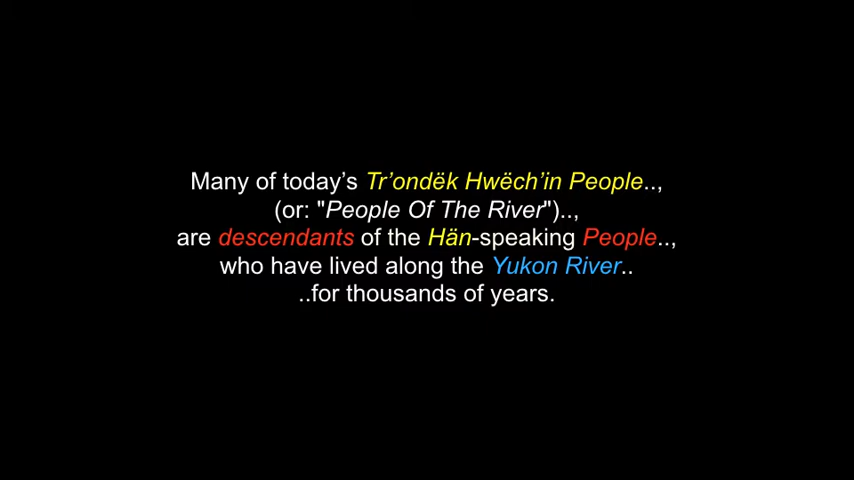 Many of today’s Tr’ondëk Hwëch’in People..,
(or: "People Of The River")..,
are descendants of the Hän-speaking People..,
who have lived along the Yukon River..
..for thousands of years.